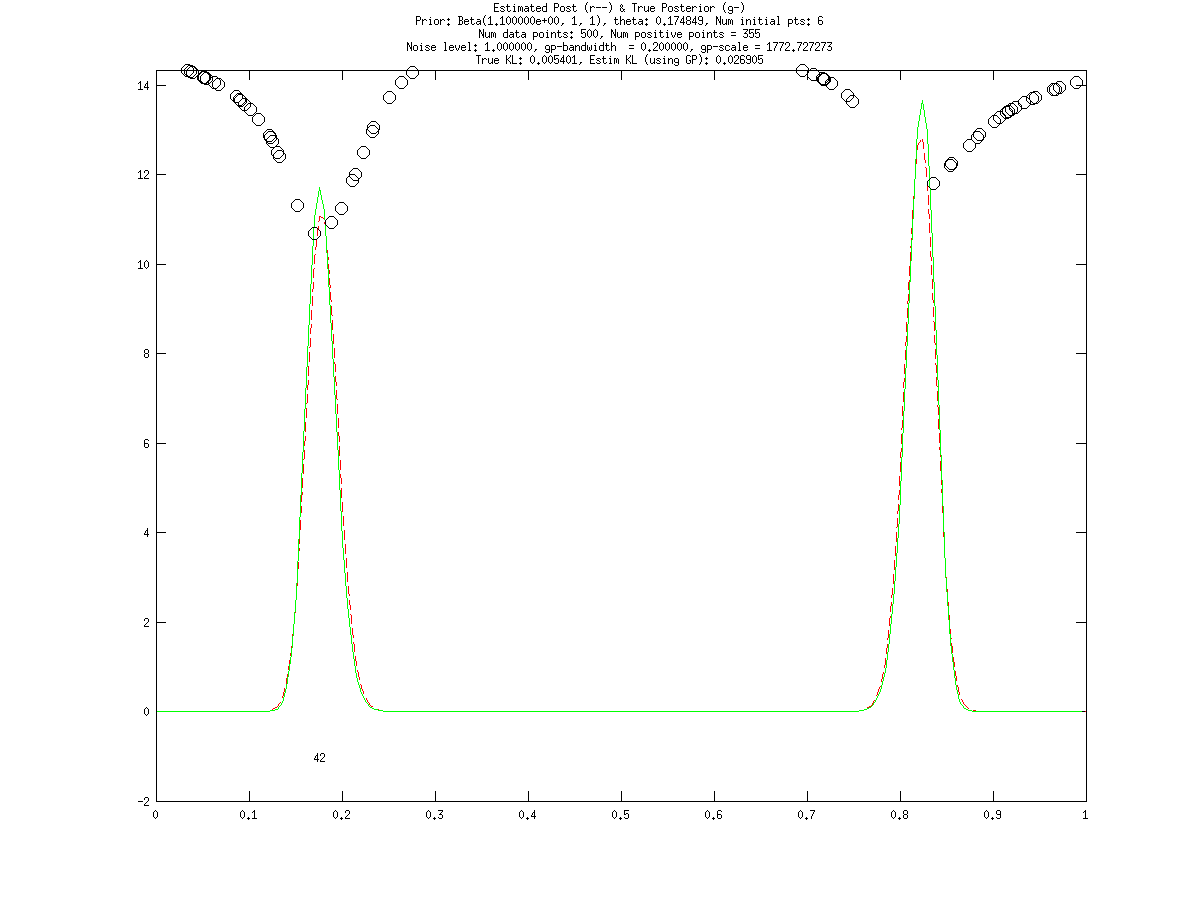 Estimated Post (r--) & True Posterior (g-)
Prior: Beta(1.100000e+00, 1, 1), theta: 0.174849, Num initial pts: 6
Num data points: 500, Num positive points = 355
Noise level: 1.000000, gp-bandwidth  = 0.200000, gp-scale = 1772.727273
True KL: 0.005401, Estim KL (using GP): 0.026905
14
12
10
8
6
4
2
0
42
-2
0 0.1 0.2 0.3 0.4 0.5 0.6 0.7 0.8 0.9 1